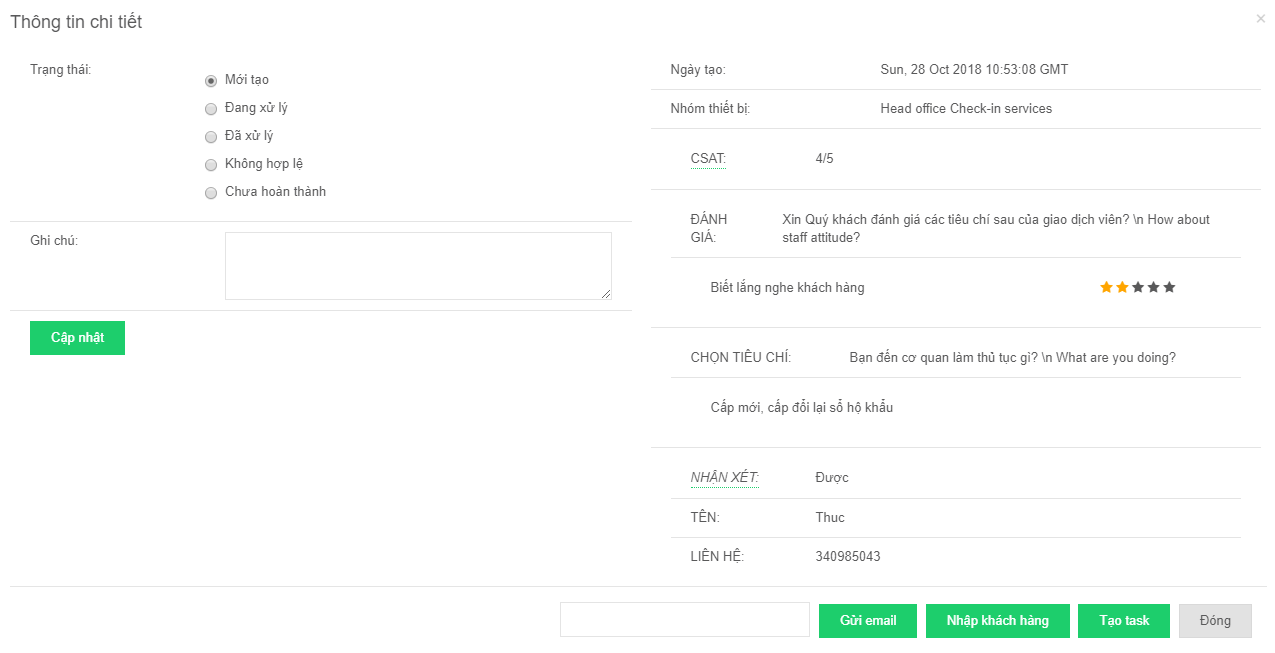 Thông tin chi tiết
×
Trạng thái:
Mới tạo
Đang xử lý
Đã xử lý
Không hợp lệ
Chưa hoàn thành
Ghi chú:
Cập nhật
Ngày tạo: Sun, 28 Oct 2018 10:53:08 GMT
Nhóm thiết bị: Head office Check-in services
CSAT: 4/5
ĐÁNH GIÁ:
Xin Quý khách đánh giá các tiêu chí sau của giao dịch viên? \n How about
staff attitude?
Biết lắng nghe khách hàng
CHỌN TIÊU CHÍ: Bạn đến cơ quan làm thủ tục gì? \n What are you doing?
Cấp mới, cấp đổi lại sổ hộ khẩu
NHẬN XÉT: Được
TÊN: Thuc
LIÊN HỆ: 340985043
Gửi email Nhập khách hàng Tạo task Đóng